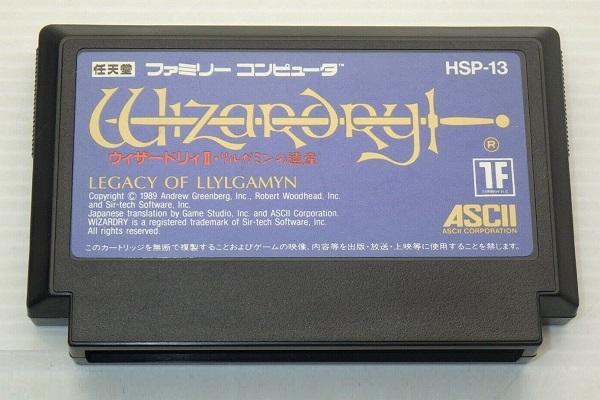 任天堂 ファミリー コンピュータ™ HSP-13
Wizardry ®
ウィザードリィⅡ・リルガミンの遺産
LEGACY OF LLYLGAMYN
Copyright © 1989 Andrew Greenberg, Inc., Robert Woodhead, Inc.
and Sir-tech Software, Inc.
Japanese translation by Game Studio, Inc. and ASCII Corporation.
WIZARDRY is a registered trademark of Sir-tech Software, Inc.
All rights reserved.
1F
ASCII
ASCII CORPORATION
このカートリッジを無断で複製することおよびゲームの映像、内容等を出版・放送・上映等に使用することを禁じます。